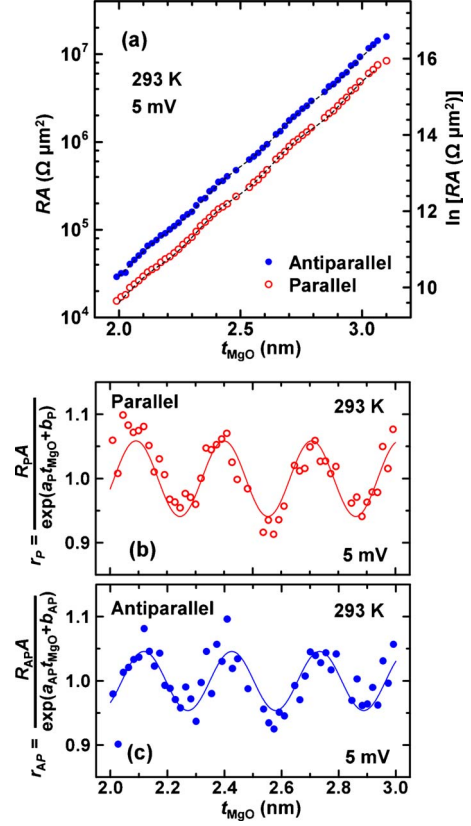 (a)
293 K
5 mV
10⁷
10⁶
10⁵
10⁴
RA (Ω μm²)
16
14
12
10
ln [RA (Ω μm²)]
Antiparallel
Parallel
2.0 2.5 3.0
t_MgO (nm)
Parallel 293 K
1.1
1.0
0.9
r_P = R_PA / exp(a_Pt_MgO+b_P)
(b) 5 mV
Antiparallel 293 K
1.1
1.0
0.9
r_AP = R_APA / exp(a_APt_MgO+b_AP)
(c) 5 mV
2.0 2.2 2.4 2.6 2.8 3.0
t_MgO (nm)